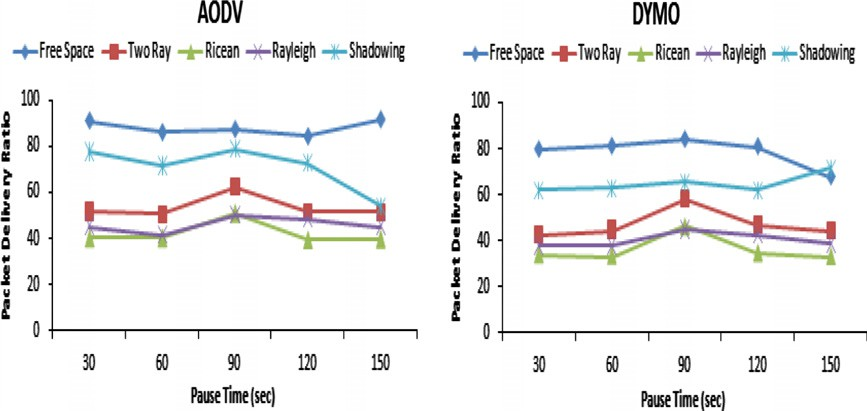 AODV
Free Space Two Ray Ricean Rayleigh Shadowing
Packet Delivery Ratio
100
80
60
40
20
0
30 60 90 120 150
Pause Time (sec)
DYMO
Free Space Two Ray Ricean Rayleigh Shadowing
Packet Delivery Ratio
100
80
60
40
20
0
30 60 90 120 150
Pause Time (sec)